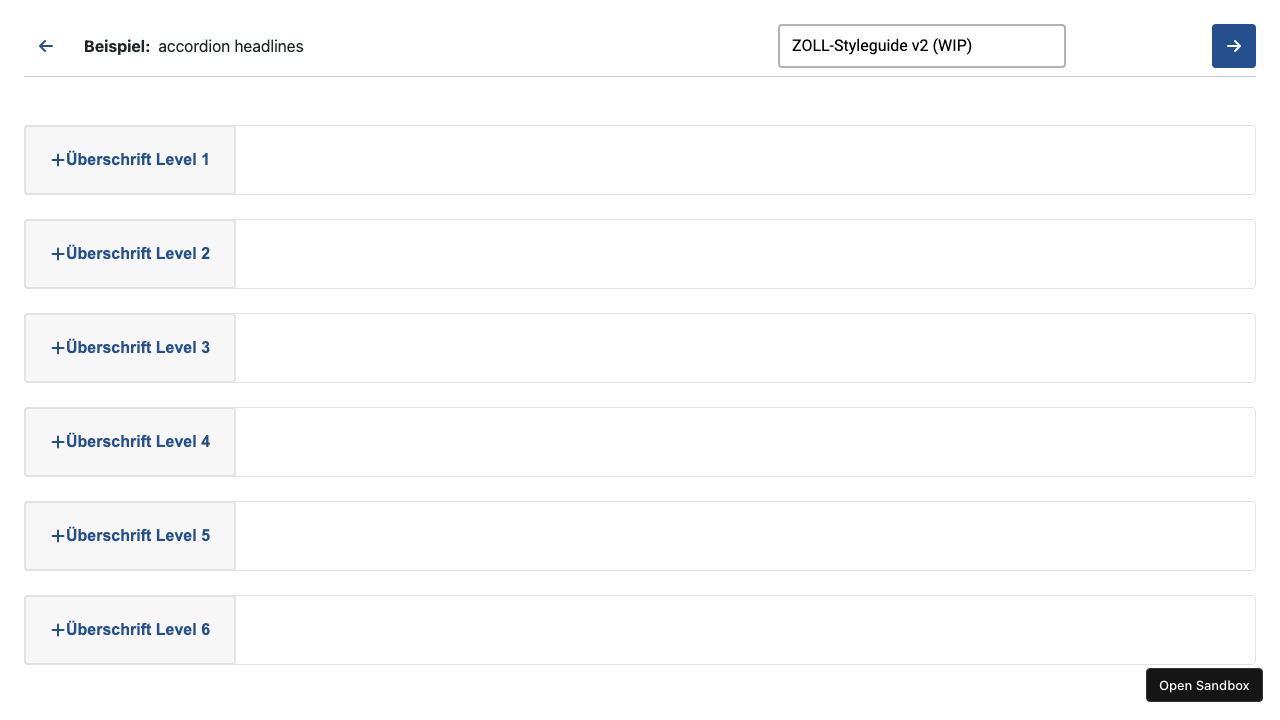 Beispiel: accordion headlines
ZOLL-Styleguide v2 (WIP)
Überschrift Level 1
Überschrift Level 2
Überschrift Level 3
Überschrift Level 4
Überschrift Level 5
Überschrift Level 6
Open Sandbox